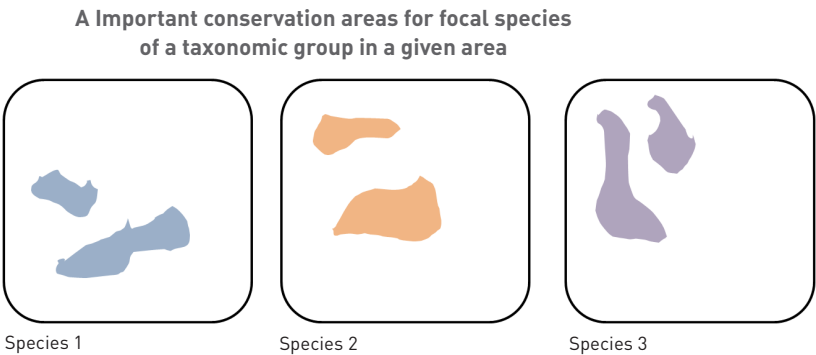 A Important conservation areas for focal species
of a taxonomic group in a given area
Species 1
Species 2
Species 3